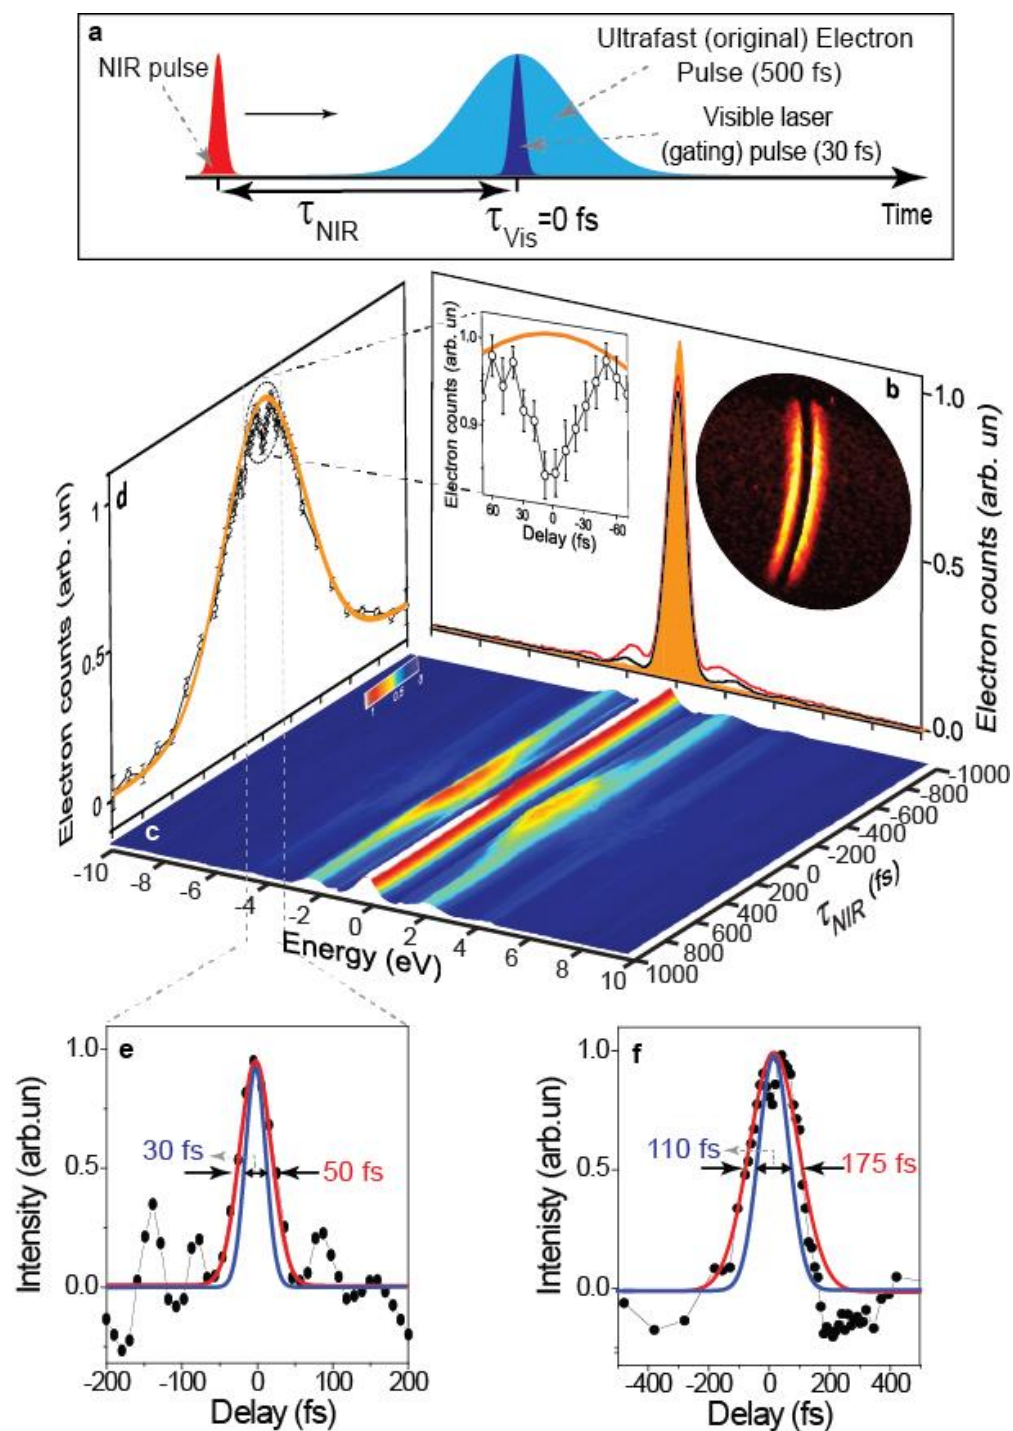 a
NIR pulse
Ultrafast (original) Electron
Pulse (500 fs)
Visible laser
(gating) pulse (30 fs)
τNIR
τVis=0 fs
Time
d
Electron counts (arb. un)
1
0.5
0
Electron counts (arb. un)
1.0
0.9
60
30
0
-30
-60
Delay (fs)
b
1.0
0.5
0.0
Electron counts (arb. un)
1
0.5
0
c
-10
-8
-6
-4
-2
0
2
4
6
8
10
Energy (eV)
-1000
-800
-600
-400
-200
0
200
400
600
800
1000
τNIR (fs)
e
Intensity (arb.un)
1.0
0.5
0.0
30 fs
50 fs
-200
-100
0
100
200
Delay (fs)
f
Intenisty (arb.un)
1.0
0.5
0.0
110 fs
175 fs
-400
-200
0
200
400
Delay (fs)